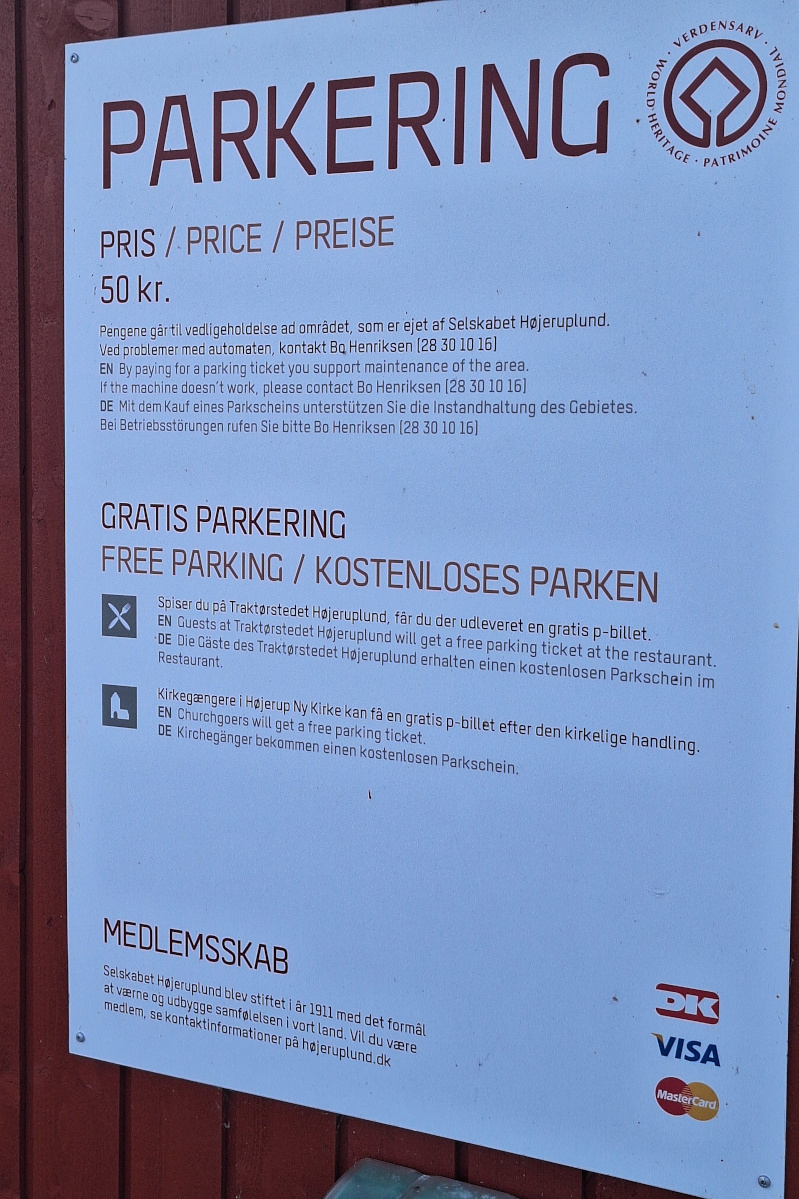 PARKERING
VERDENSARV · WORLD HERITAGE · PATRIMOINE MONDIAL ·
PRIS / PRICE / PREISE
50 kr.
Pengene går til vedligeholdelse ad området, som er ejet af Selskabet Højeruplund.
Ved problemer med automaten, kontakt Bo Henriksen [28 30 10 16]
EN By paying for a parking ticket you support maintenance of the area.
If the machine doesn't work, please contact Bo Henriksen [28 30 10 16]
DE Mit dem Kauf eines Parkscheins unterstützen Sie die Instandhaltung des Gebietes.
Bei Betriebsstörungen rufen Sie bitte Bo Henriksen [28 30 10 16]
GRATIS PARKERING
FREE PARKING / KOSTENLOSES PARKEN
Spiser du på Traktørstedet Højeruplund, får du der udleveret en gratis p-billet.
EN Guests at Traktørstedet Højeruplund will get a free parking ticket at the restaurant.
DE Die Gäste des Traktørstedet Højeruplund erhalten einen kostenlosen Parkschein im
Restaurant.
Kirkegængere i Højerup Ny Kirke kan få en gratis p-billet efter den kirkelige handling.
EN Churchgoers will get a free parking ticket.
DE Kirchegänger bekommen einen kostenlosen Parkschein.
MEDLEMSSKAB
Selskabet Højeruplund blev stiftet i år 1911 med det formål
at værne og udbygge samfølelsen i vort land. Vil du være
medlem, se kontaktinformationer på højeruplund.dk
DK
VISA
MasterCard